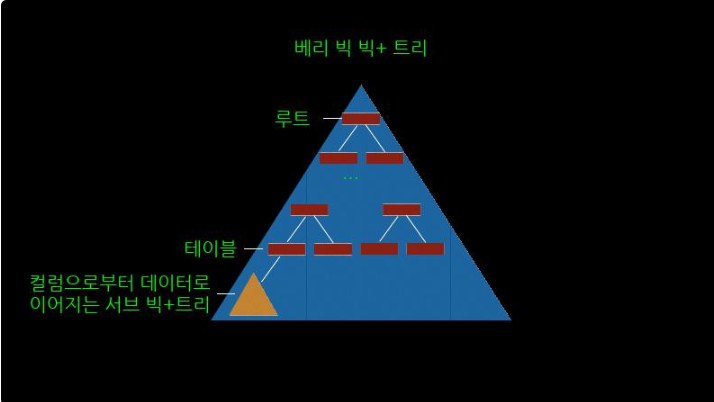 베리 빅 빅+ 트리
루트
...
테이블
컬럼으로부터 데이터로
이어지는 서브 빅+트리